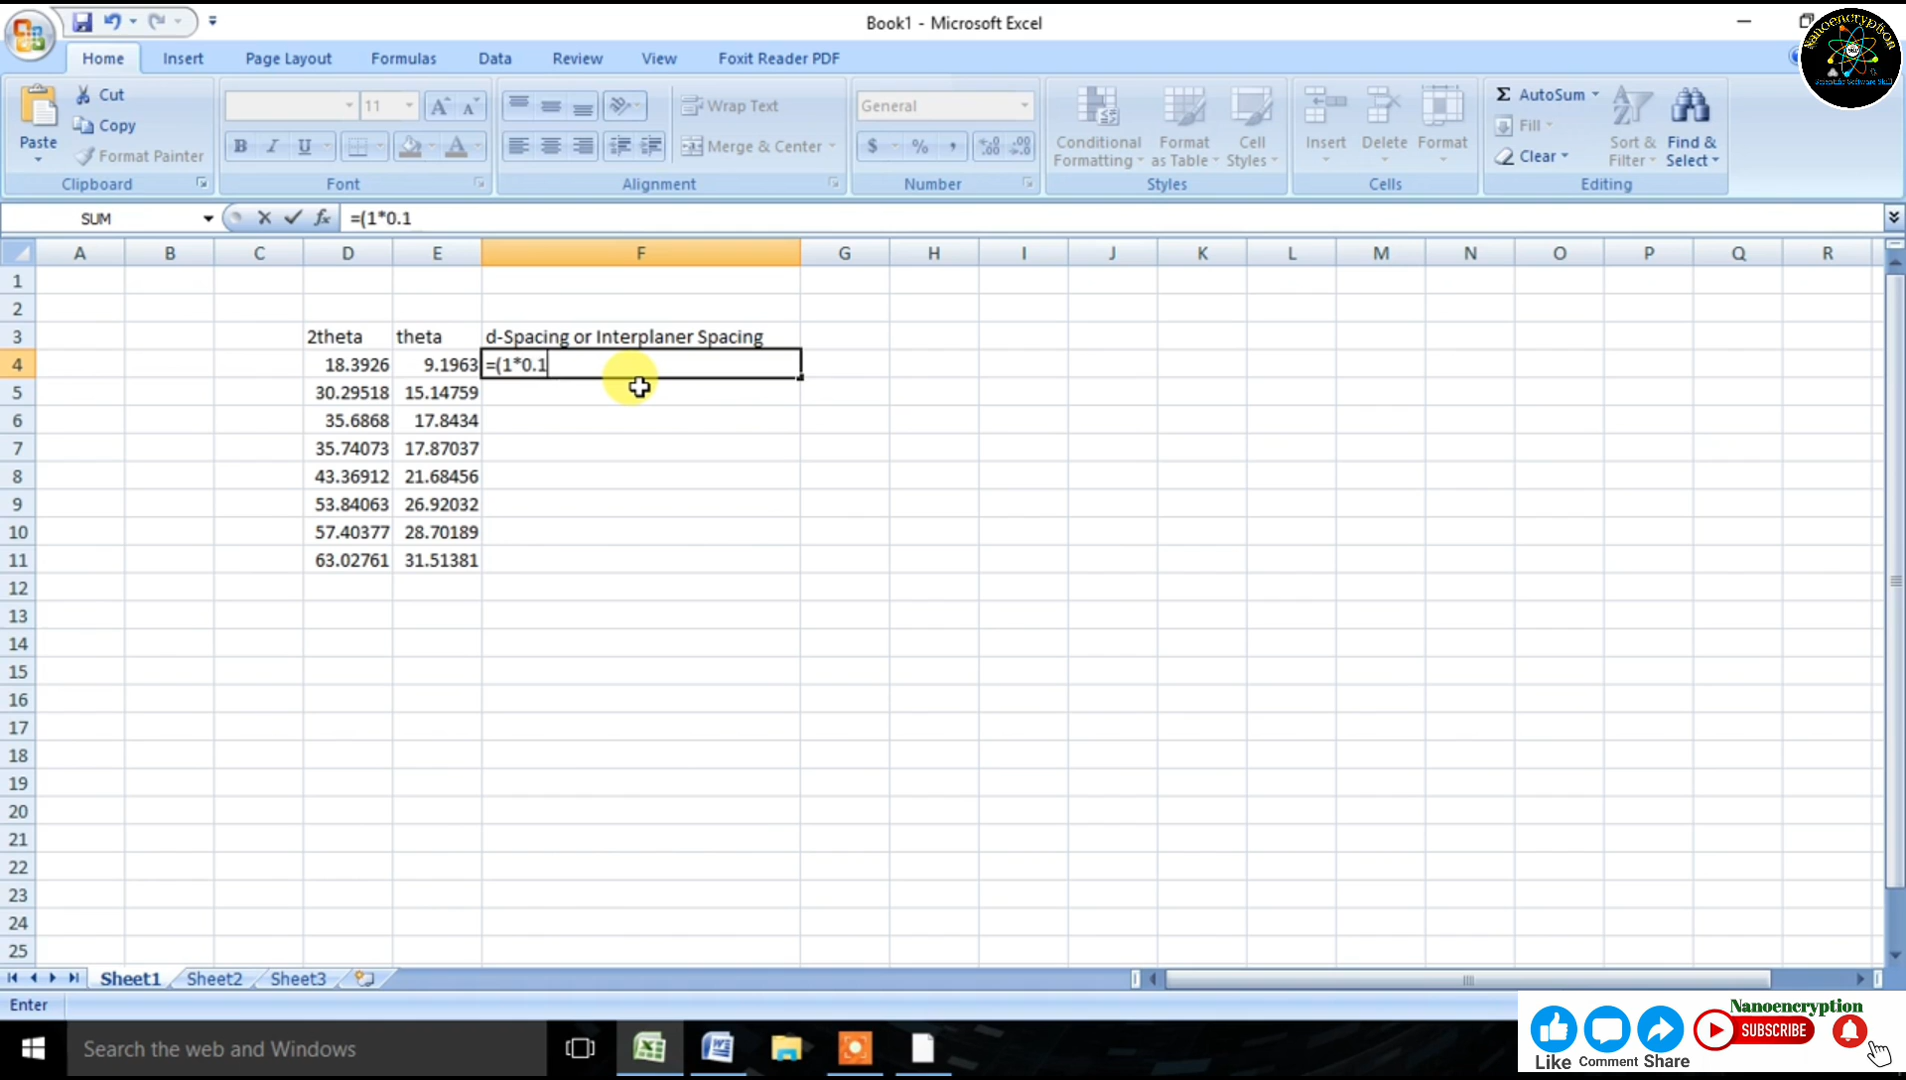 Book1 - Microsoft Excel
Nanoencryption
Scientific Software Skill
Home Insert Page Layout Formulas Data Review View Foxit Reader PDF
Paste
Cut
Copy
Format Painter
Clipboard
11
B I U
Font
Wrap Text
Merge & Center
Alignment
General
$ % ,
Number
Conditional Formatting
Format as Table
Cell Styles
Styles
Insert
Delete
Format
Cells
Σ AutoSum
Fill
Clear
Sort & Filter
Find & Select
Editing
SUM fx =(1*0.1
A B C D E F G H I J K L M N O P Q R
1
2
3 2theta theta d-Spacing or Interplaner Spacing
4 18.3926 9.1963 =(1*0.1
5 30.29518 15.14759
6 35.6868 17.8434
7 35.74073 17.87037
8 43.36912 21.68456
9 53.84063 26.92032
10 57.40377 28.70189
11 63.02761 31.51381
12
13
14
15
16
17
18
19
20
21
22
23
24
25
Sheet1 Sheet2 Sheet3
Enter
Search the web and Windows
Nanoencryption
SUBSCRIBE
Like Comment Share